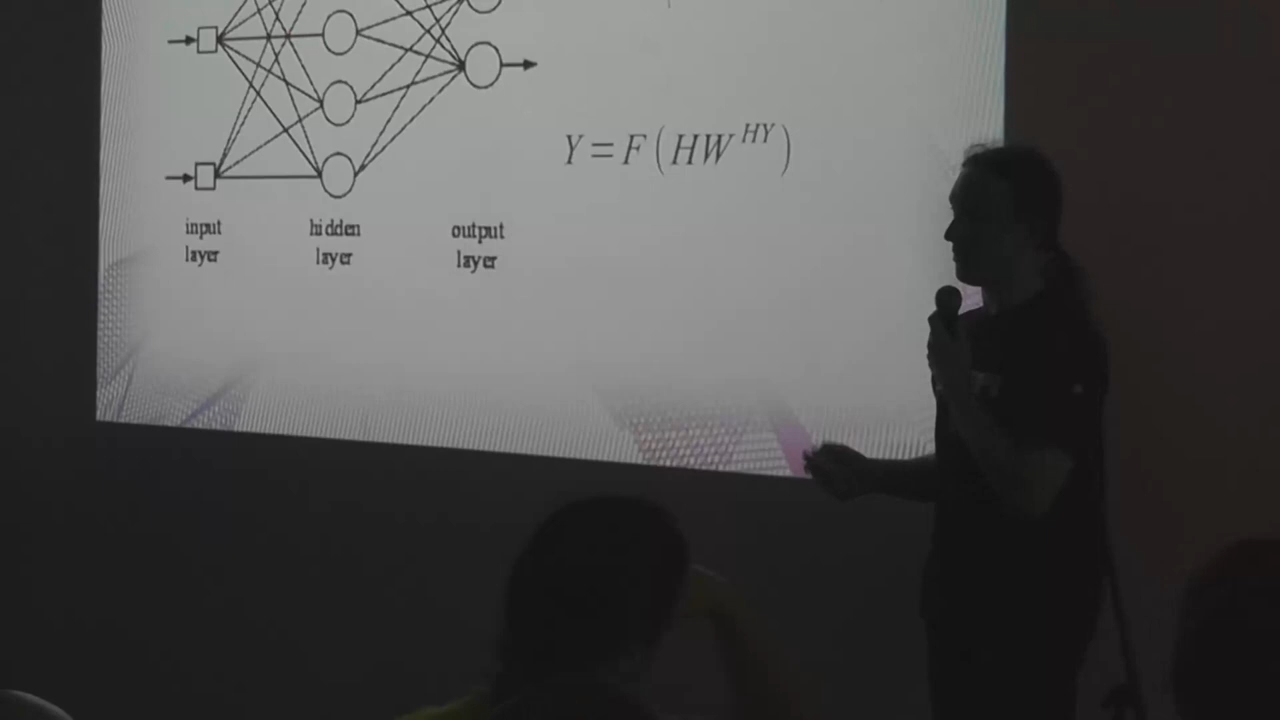 Y = F(HW^{HY})
input hidden output
layer layer layer